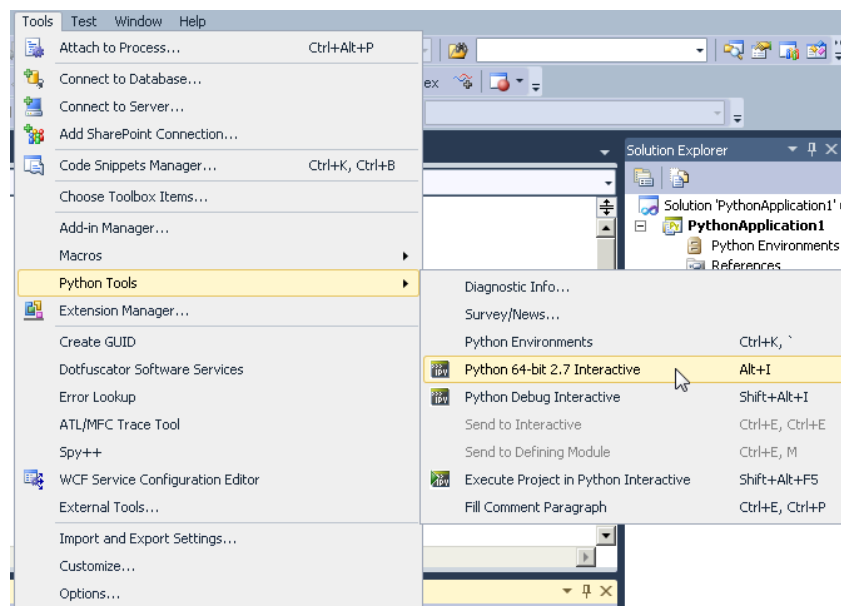 Tools Test Window Help
Attach to Process... Ctrl+Alt+P
Connect to Database...
ex
Connect to Server...
Add SharePoint Connection...
Solution Explorer
Code Snippets Manager... Ctrl+K, Ctrl+B
Choose Toolbox Items...
Solution 'PythonApplication1'
PythonApplication1
Add-in Manager...
Python Environments
Macros
References
Python Tools
Diagnostic Info...
Extension Manager...
Survey/News...
Create GUID
Python Environments Ctrl+K, `
Dotfuscator Software Services
Python 64-bit 2.7 Interactive Alt+I
Error Lookup
Python Debug Interactive Shift+Alt+I
ATL/MFC Trace Tool
Send to Interactive Ctrl+E, Ctrl+E
Spy++
Send to Defining Module Ctrl+E, M
WCF Service Configuration Editor
Execute Project in Python Interactive Shift+Alt+F5
External Tools...
Fill Comment Paragraph Ctrl+E, Ctrl+P
Import and Export Settings...
Customize...
Options...